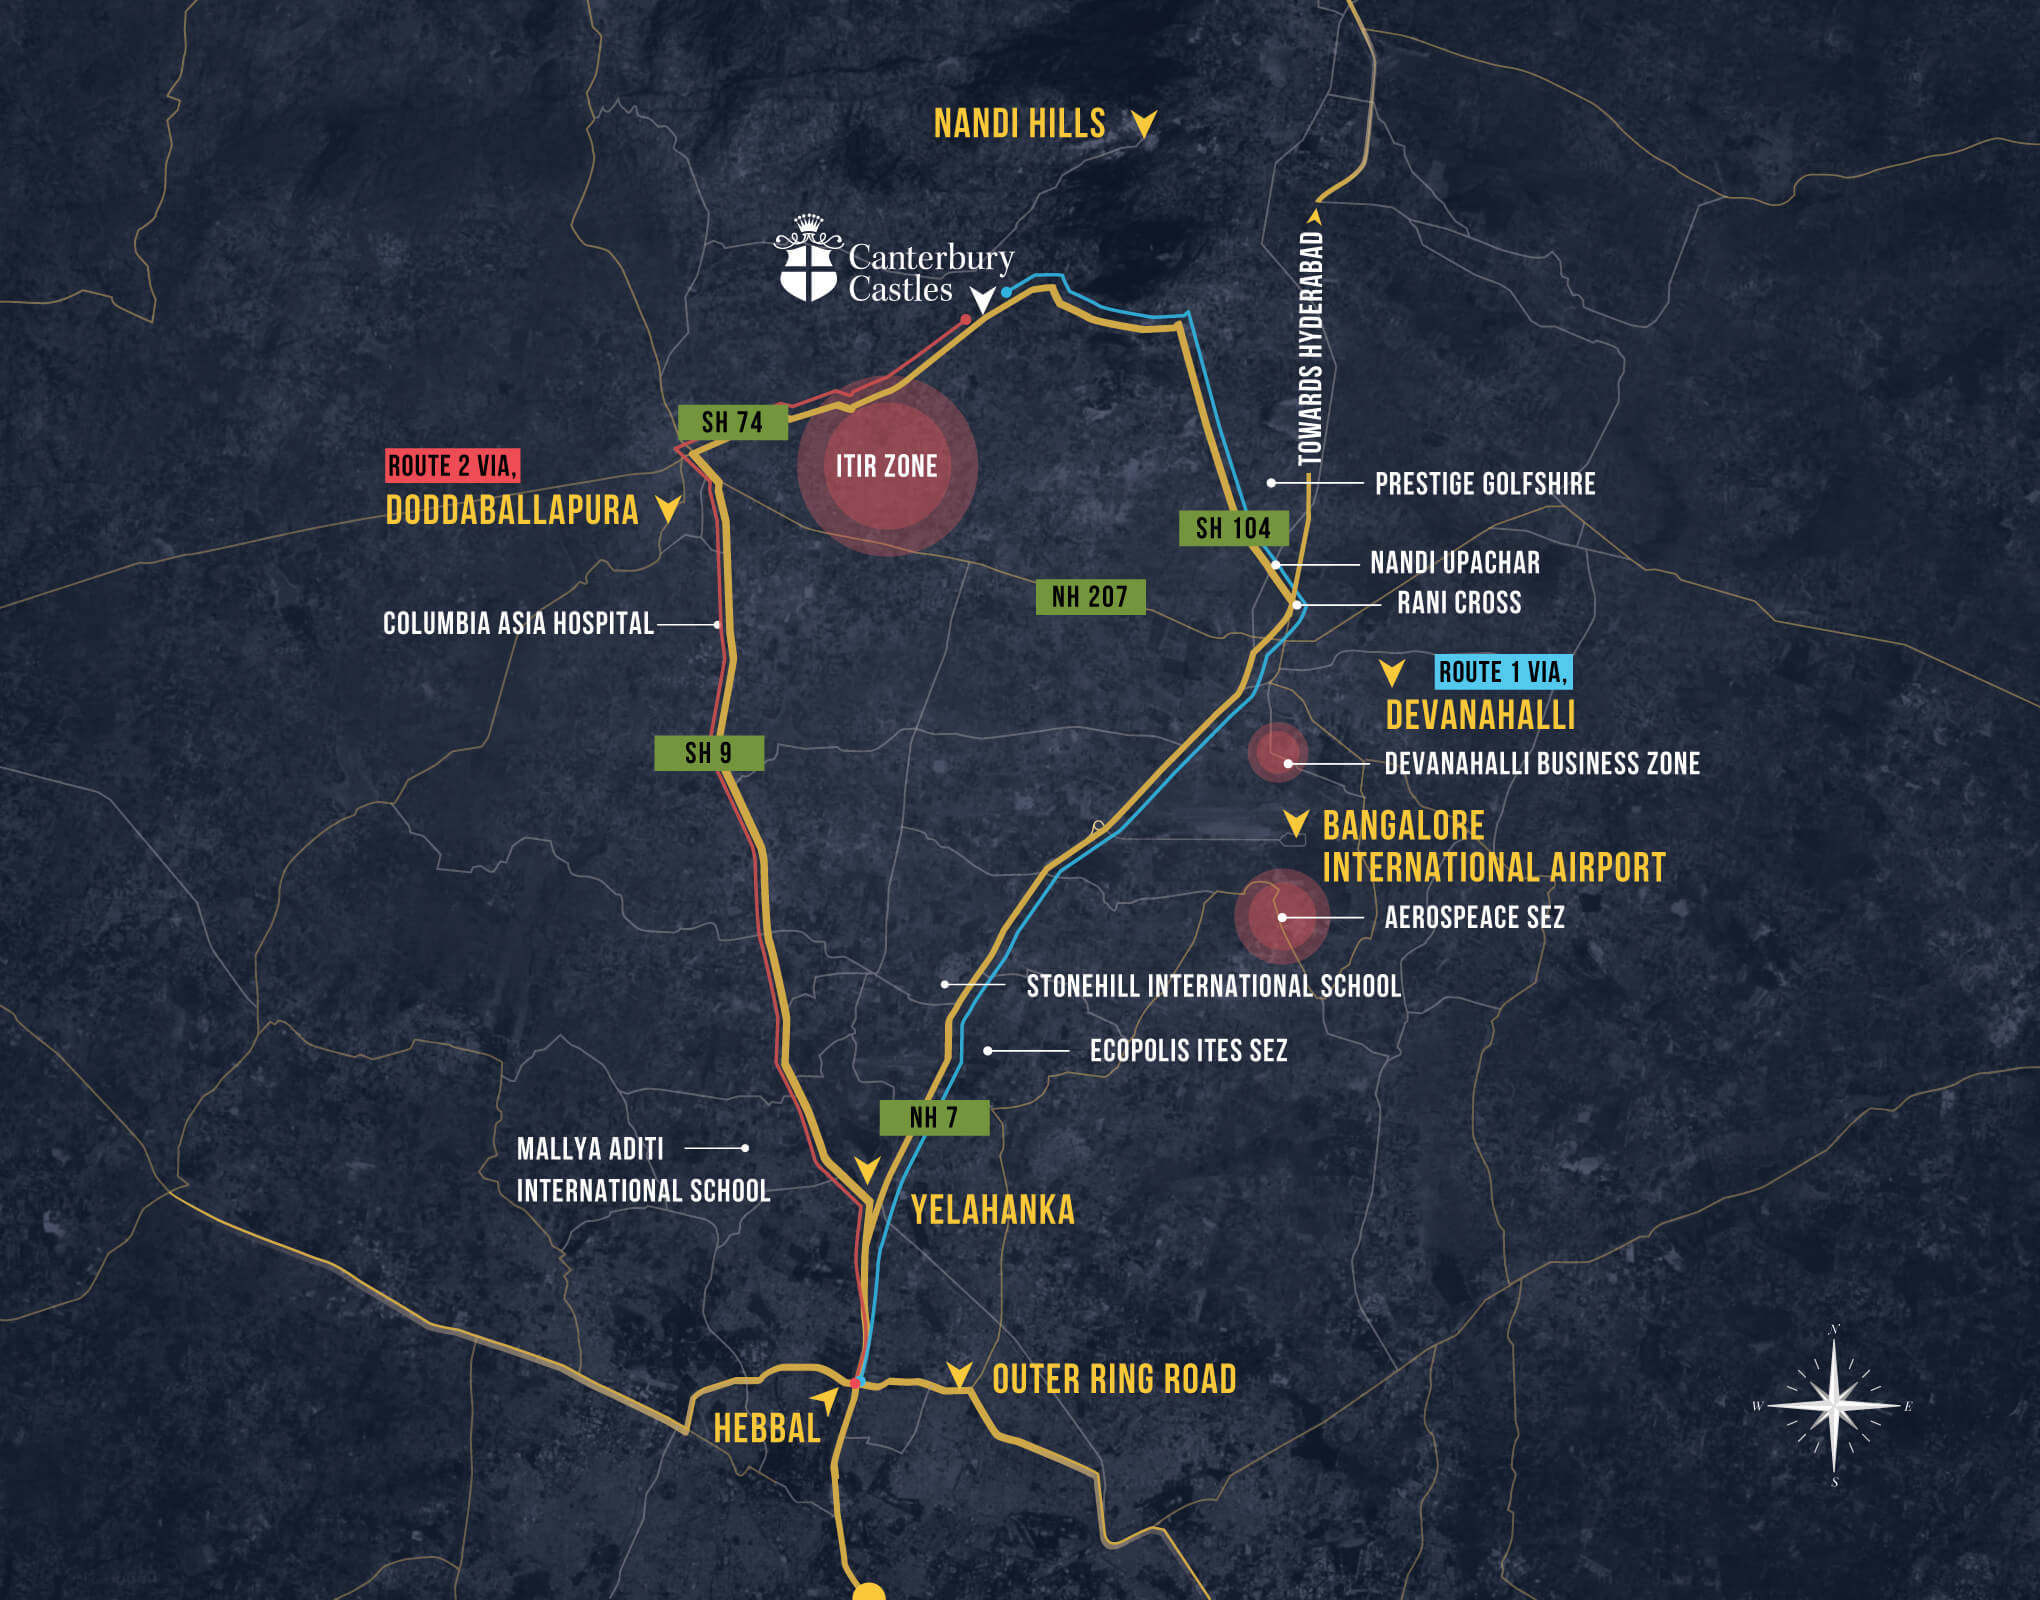 NANDI HILLS
Canterbury
Castles
TOWARDS HYDERABAD
SH 74
ROUTE 2 VIA,
DODDABALLAPURA
ITIR ZONE
PRESTIGE GOLFSHIRE
SH 104
NANDI UPACHAR
NH 207
RANI CROSS
COLUMBIA ASIA HOSPITAL
ROUTE 1 VIA,
DEVANAHALLI
SH 9
DEVANAHALLI BUSINESS ZONE
BANGALORE
INTERNATIONAL AIRPORT
AEROSPEACE SEZ
STONEHILL INTERNATIONAL SCHOOL
ECOPOLIS ITES SEZ
NH 7
MALLYA ADITI
INTERNATIONAL SCHOOL
YELAHANKA
OUTER RING ROAD
HEBBAL
N
W
E
S